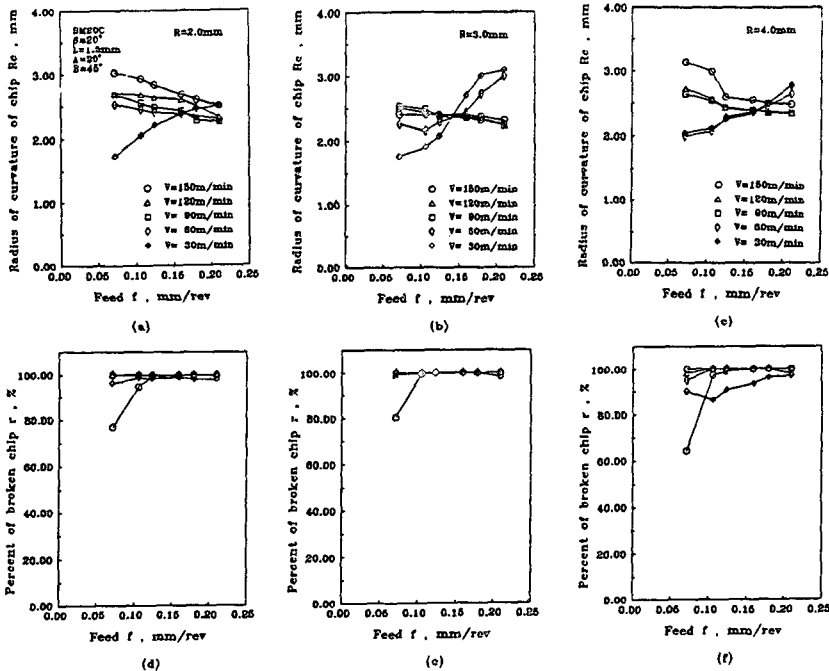 Radius of curvature of chip Rc , mm
4.00
3.00
2.00
1.00
0.00
β=20°
R=2.0mm
V=150m/min
V=120m/min
V= 90m/min
V= 60m/min
V= 30m/min
0.00 0.05 0.10 0.15 0.20 0.25
Feed f , mm/rev
(a)
Radius of curvature of chip Rc , mm
4.00
3.00
2.00
1.00
0.00
R=3.0mm
V=150m/min
V=120m/min
V= 90m/min
V= 60m/min
V= 30m/min
0.00 0.05 0.10 0.15 0.20 0.25
Feed f , mm/rev
(b)
Radius of curvature of chip Rc , mm
4.00
3.00
2.00
1.00
0.00
R=4.0mm
V=150m/min
V=120m/min
V= 90m/min
V= 60m/min
V= 30m/min
0.00 0.05 0.10 0.15 0.20 0.25
Feed f , mm/rev
(c)
Percent of broken chip r , %
100.00
80.00
60.00
40.00
20.00
0.00
0.00 0.05 0.10 0.15 0.20 0.25
Feed f , mm/rev
(d)
Percent of broken chip r , %
100.00
80.00
60.00
40.00
20.00
0.00
0.00 0.05 0.10 0.15 0.20 0.25
Feed f , mm/rev
(e)
Percent of broken chip r , %
100.00
80.00
60.00
40.00
20.00
0.00
0.00 0.05 0.10 0.15 0.20 0.25
Feed f , mm/rev
(f)